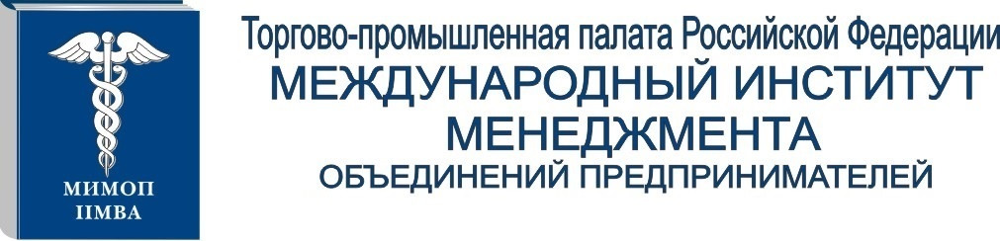 Торгово-промышленная палата Российской Федерации
МЕЖДУНАРОДНЫЙ ИНСТИТУТ
МЕНЕДЖМЕНТА
ОБЪЕДИНЕНИЙ ПРЕДПРИНИМАТЕЛЕЙ
МИМОП
IIMBA